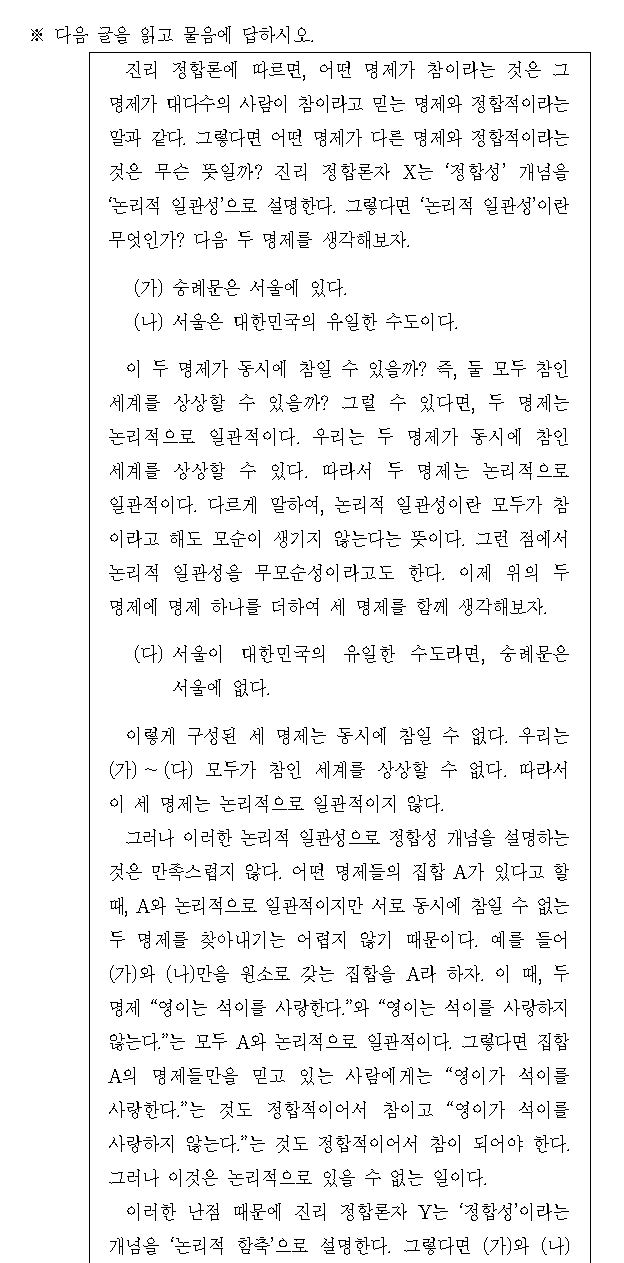 ※ 다음 글을 읽고 물음에 답하시오.
진리 정합론에 따르면, 어떤 명제가 참이라는 것은 그
명제가 대다수의 사람이 참이라고 믿는 명제와 정합적이라는
말과 같다. 그렇다면 어떤 명제가 다른 명제와 정합적이라는
것은 무슨 뜻일까? 진리 정합론자 X는 ‘정합성’ 개념을
‘논리적 일관성’으로 설명한다. 그렇다면 ‘논리적 일관성’이란
무엇인가? 다음 두 명제를 생각해보자.
(가) 숭례문은 서울에 있다.
(나) 서울은 대한민국의 유일한 수도이다.
이 두 명제가 동시에 참일 수 있을까? 즉, 둘 모두 참인
세계를 상상할 수 있을까? 그럴 수 있다면, 두 명제는
논리적으로 일관적이다. 우리는 두 명제가 동시에 참인
세계를 상상할 수 있다. 따라서 두 명제는 논리적으로
일관적이다. 다르게 말하여, 논리적 일관성이란 모두가 참
이라고 해도 모순이 생기지 않는다는 뜻이다. 그런 점에서
논리적 일관성을 무모순성이라고도 한다. 이제 위의 두
명제에 명제 하나를 더하여 세 명제를 함께 생각해보자.
(다) 서울이 대한민국의 유일한 수도라면, 숭례문은
서울에 없다.
이렇게 구성된 세 명제는 동시에 참일 수 없다. 우리는
(가) ~ (다) 모두가 참인 세계를 상상할 수 없다. 따라서
이 세 명제는 논리적으로 일관적이지 않다.
그러나 이러한 논리적 일관성으로 정합성 개념을 설명하는
것은 만족스럽지 않다. 어떤 명제들의 집합 A가 있다고 할
때, A와 논리적으로 일관적이지만 서로 동시에 참일 수 없는
두 명제를 찾아내기는 어렵지 않기 때문이다. 예를 들어
(가)와 (나)만을 원소로 갖는 집합을 A라 하자. 이 때, 두
명제 “영이는 석이를 사랑한다.”와 “영이는 석이를 사랑하지
않는다.”는 모두 A와 논리적으로 일관적이다. 그렇다면 집합
A의 명제들만을 믿고 있는 사람에게는 “영이가 석이를
사랑한다.”는 것도 정합적이어서 참이고 “영이가 석이를
사랑하지 않는다.”는 것도 정합적이어서 참이 되어야 한다.
그러나 이것은 논리적으로 있을 수 없는 일이다.
이러한 난점 때문에 진리 정합론자 Y는 ‘정합성’이라는
개념을 ‘논리적 함축’으로 설명한다. 그렇다면 (가)와 (나)